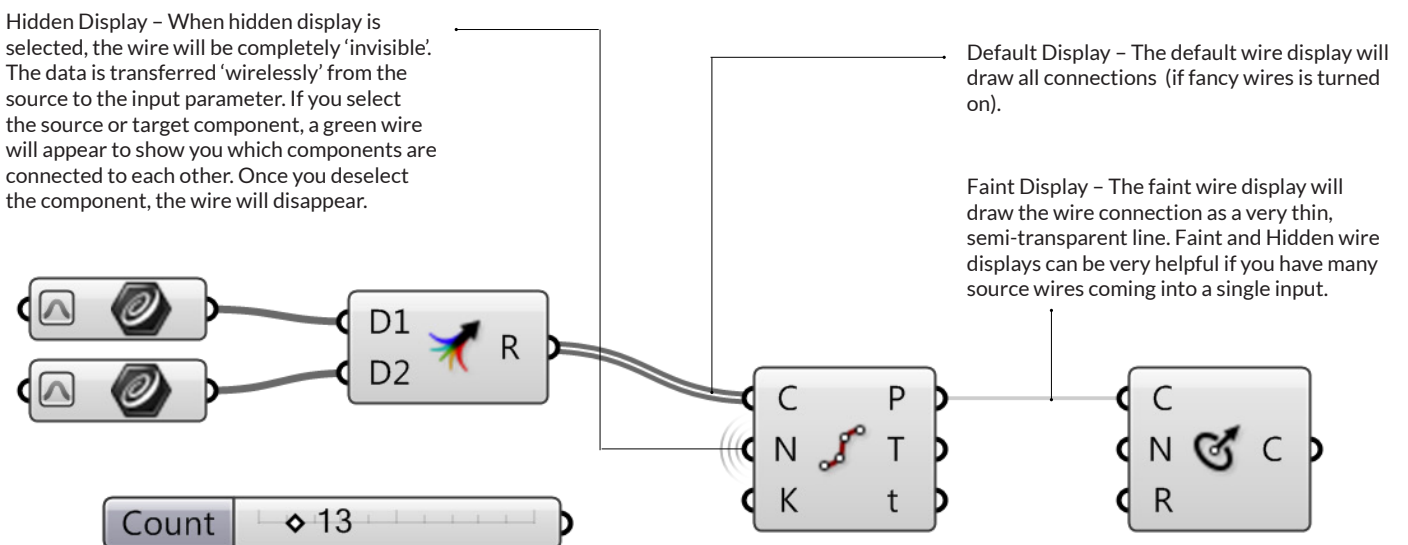 Hidden Display – When hidden display is
selected, the wire will be completely ‘invisible’.
The data is transferred ‘wirelessly’ from the
source to the input parameter. If you select
the source or target component, a green wire
will appear to show you which components are
connected to each other. Once you deselect
the component, the wire will disappear.
Default Display – The default wire display will
draw all connections  (if fancy wires is turned
on).
Faint Display – The faint wire display will
draw the wire connection as a very thin,
semi-transparent line. Faint and Hidden wire
displays can be very helpful if you have many
source wires coming into a single input.
D1
D2
R
C
N
K
P
T
t
C
N
R
C
Count
13